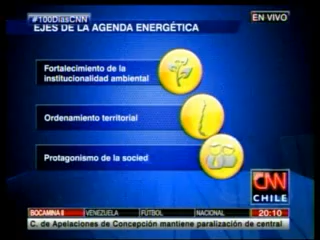 #100DíasCNN
EN VIVO
EJES DE LA AGENDA ENERGÉTICA
Fortalecimiento de la
institucionalidad ambiental
Ordenamiento territorial
Protagonismo de la socied
CNN
CHILE
BOCAMINA II VENEZUELA FÚTBOL NACIONAL 20:10
C. de Apelaciones de Concepción mantiene paralización de central